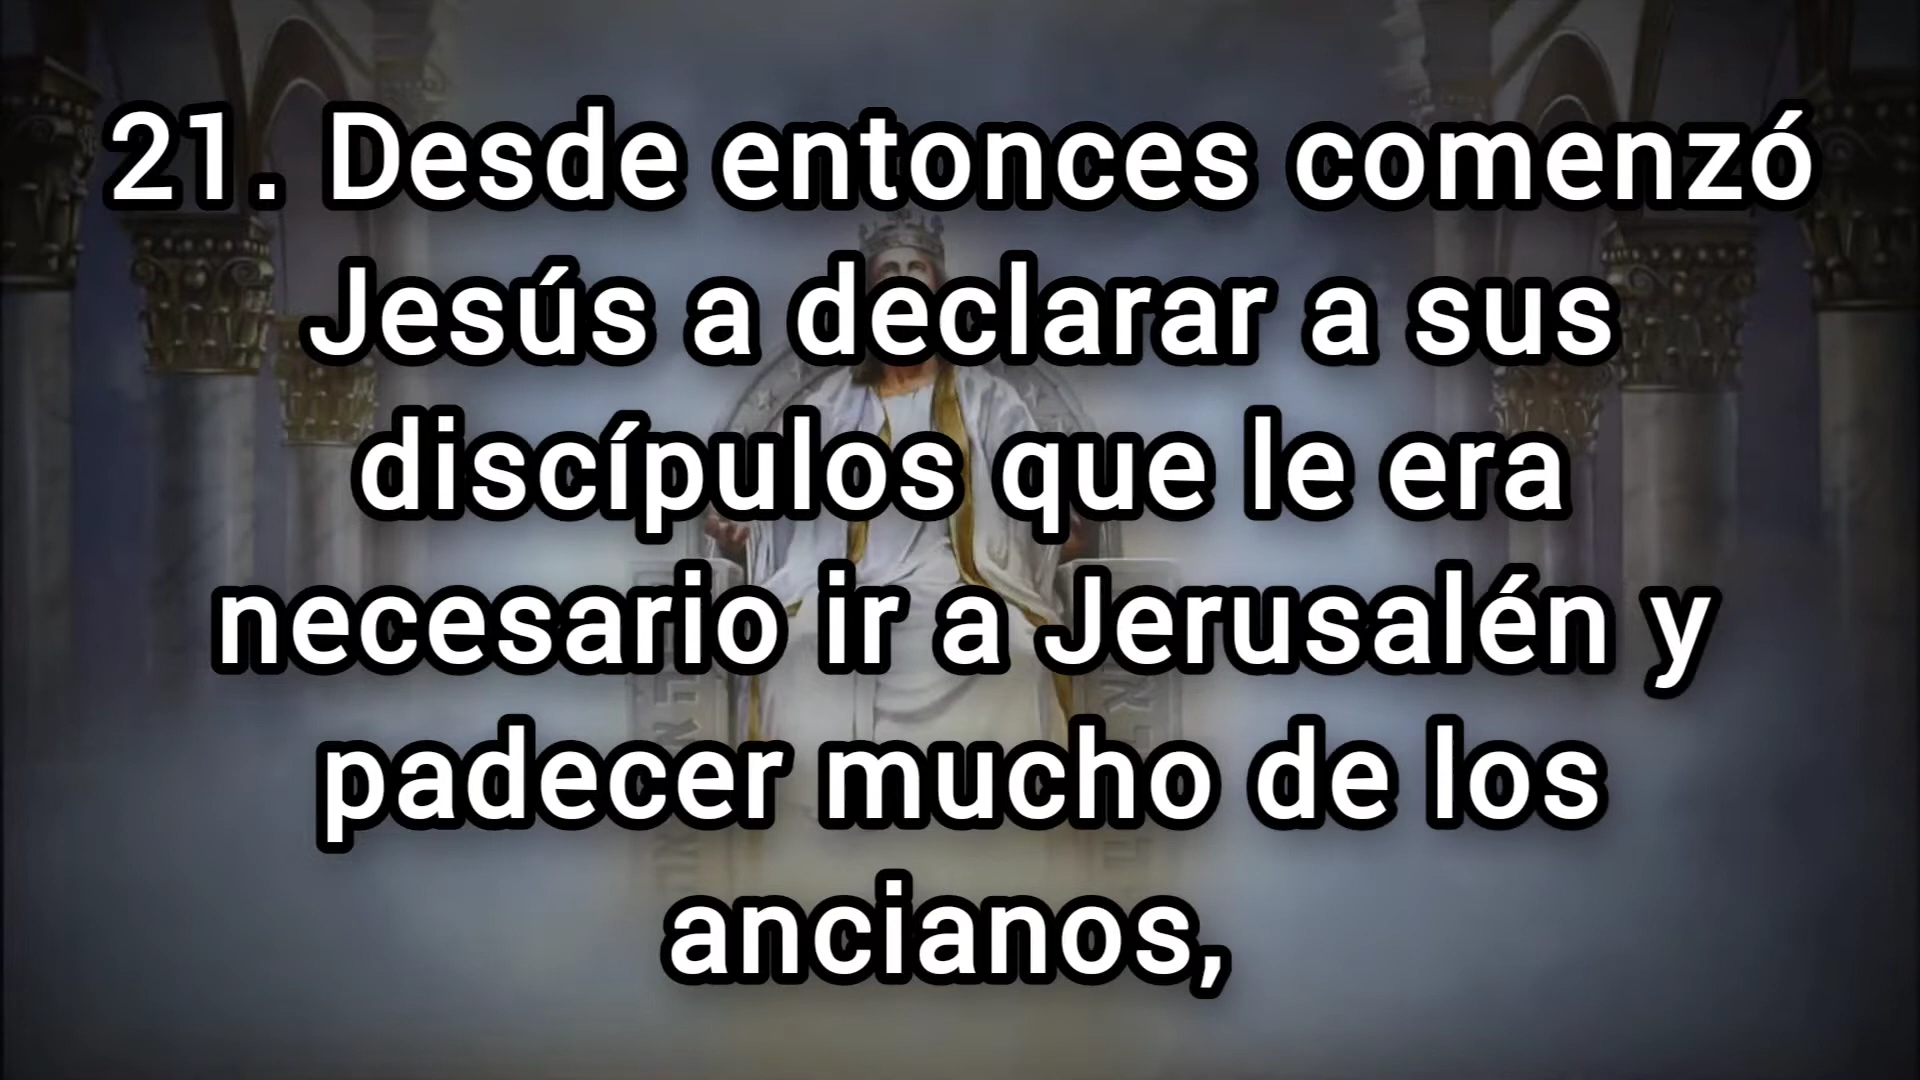 21. Desde entonces comenzó
Jesús a declarar a sus
discípulos que le era
necesario ir a Jerusalén y
padecer mucho de los
ancianos,